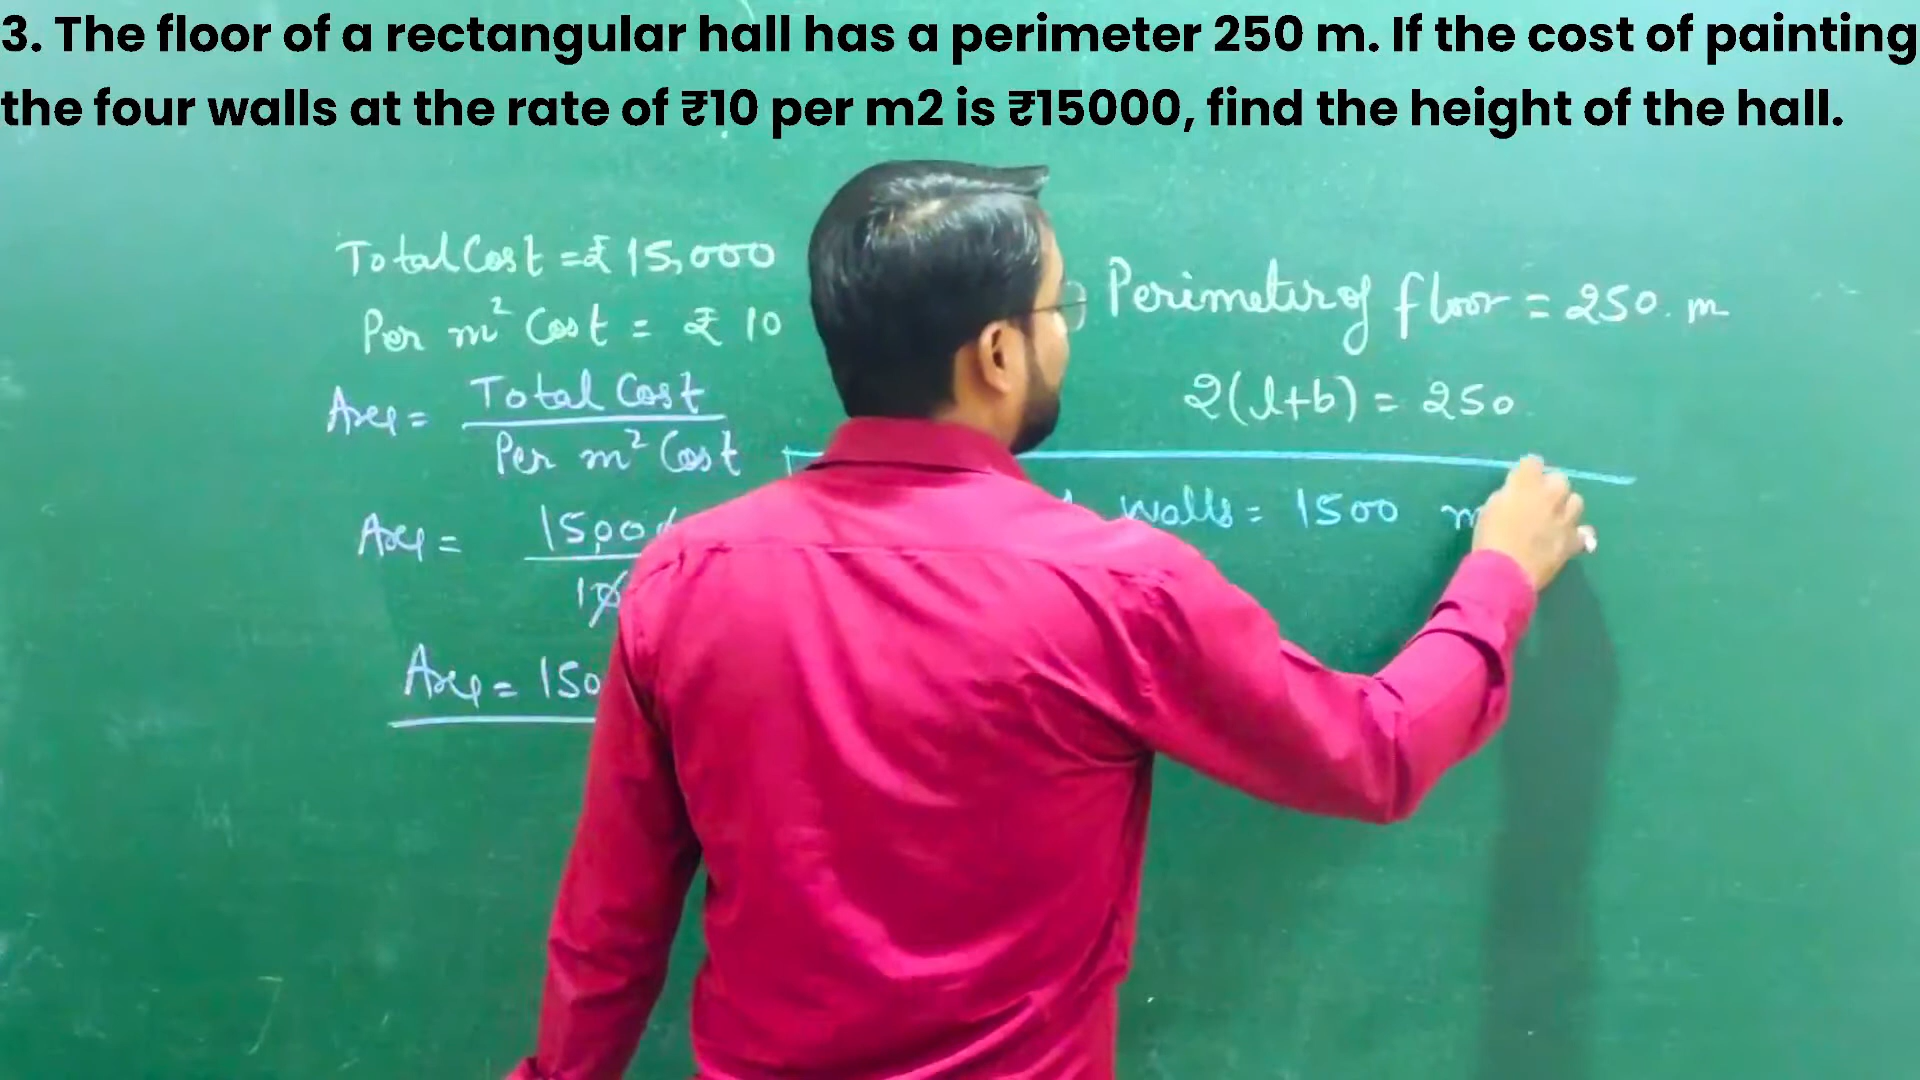 3. The floor of a rectangular hall has a perimeter 250 m. If the cost of painting
the four walls at the rate of ₹10 per m2 is ₹15000, find the height of the hall.
Total Cost = ₹ 15,000
Per m² Cost = ₹ 10
Area = Total Cost
Per m² Cost
Area = 15,00
10
Area = 150
Perimeter of floor = 250. m
2(l+b) = 250
walls = 1500 m